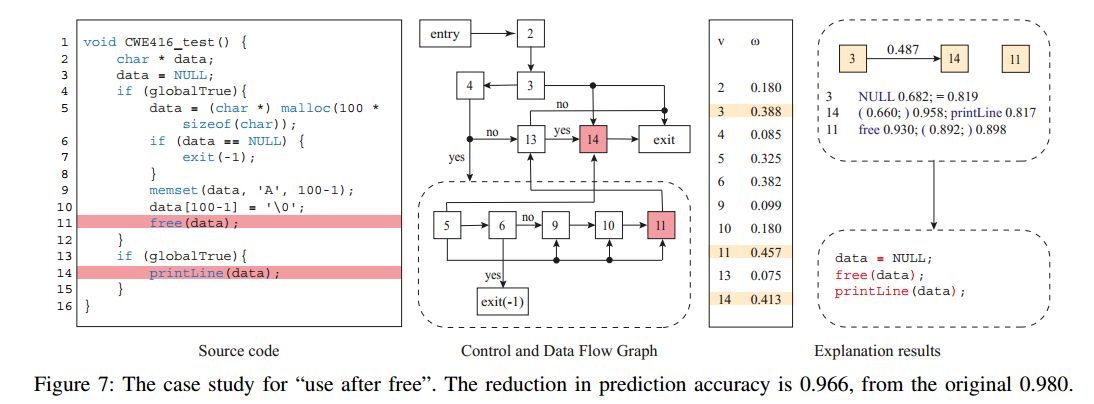 1 void CWE416_test() {
2 char * data;
3 data = NULL;
4 if (globalTrue){
5 data = (char *) malloc(100 *
sizeof(char));
6 if (data == NULL) {
7 exit(-1);
8 }
9 memset(data, 'A', 100-1);
10 data[100-1] = '\0';
11 free(data);
12 }
13 if (globalTrue){
14 printLine(data);
15 }
16 }
Source code
entry 2
4 3
no
no 13 yes 14 exit
yes
5 6 no 9 10 11
yes
exit(-1)
Control and Data Flow Graph
v ω
2 0.180
3 0.388
4 0.085
5 0.325
6 0.382
9 0.099
10 0.180
11 0.457
13 0.075
14 0.413
3 0.487 14 11
3 NULL 0.682; = 0.819
14 ( 0.660; ) 0.958; printLine 0.817
11 free 0.930; ( 0.892; ) 0.898
data = NULL;
free(data);
printLine(data);
Explanation results
Figure 7: The case study for “use after free”. The reduction in prediction accuracy is 0.966, from the original 0.980.